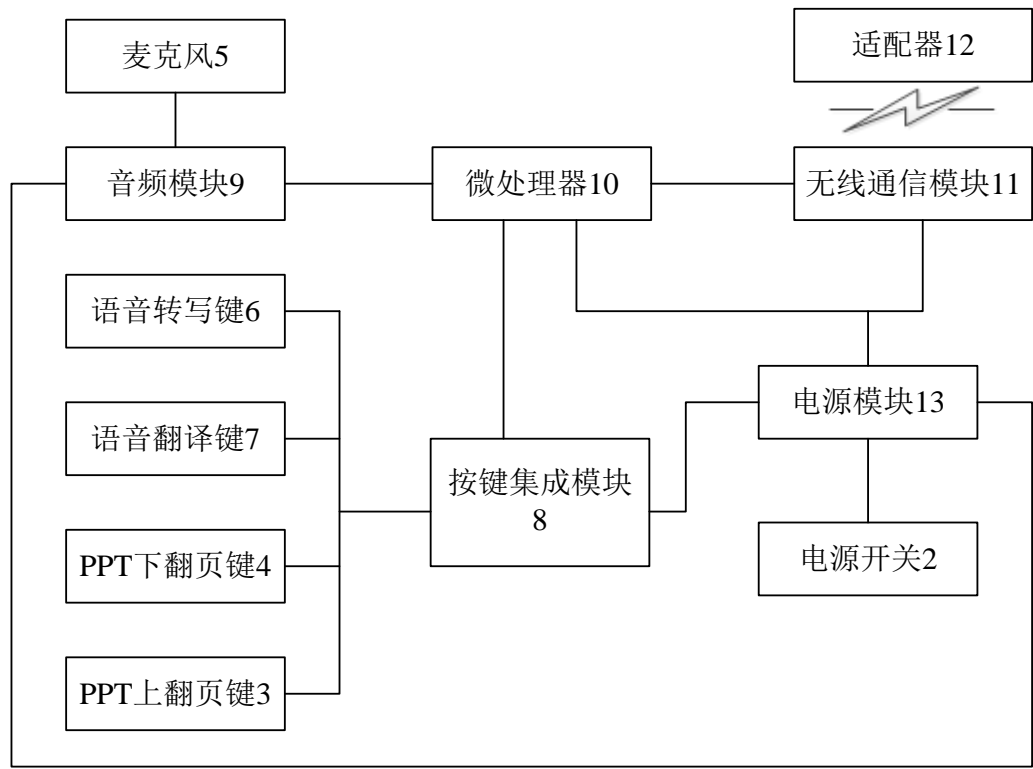 麦克风5
适配器12
音频模块9
微处理器10
无线通信模块11
语音转写键6
电源模块13
语音翻译键7
按键集成模块
8
PPT下翻页键4
电源开关2
PPT上翻页键3